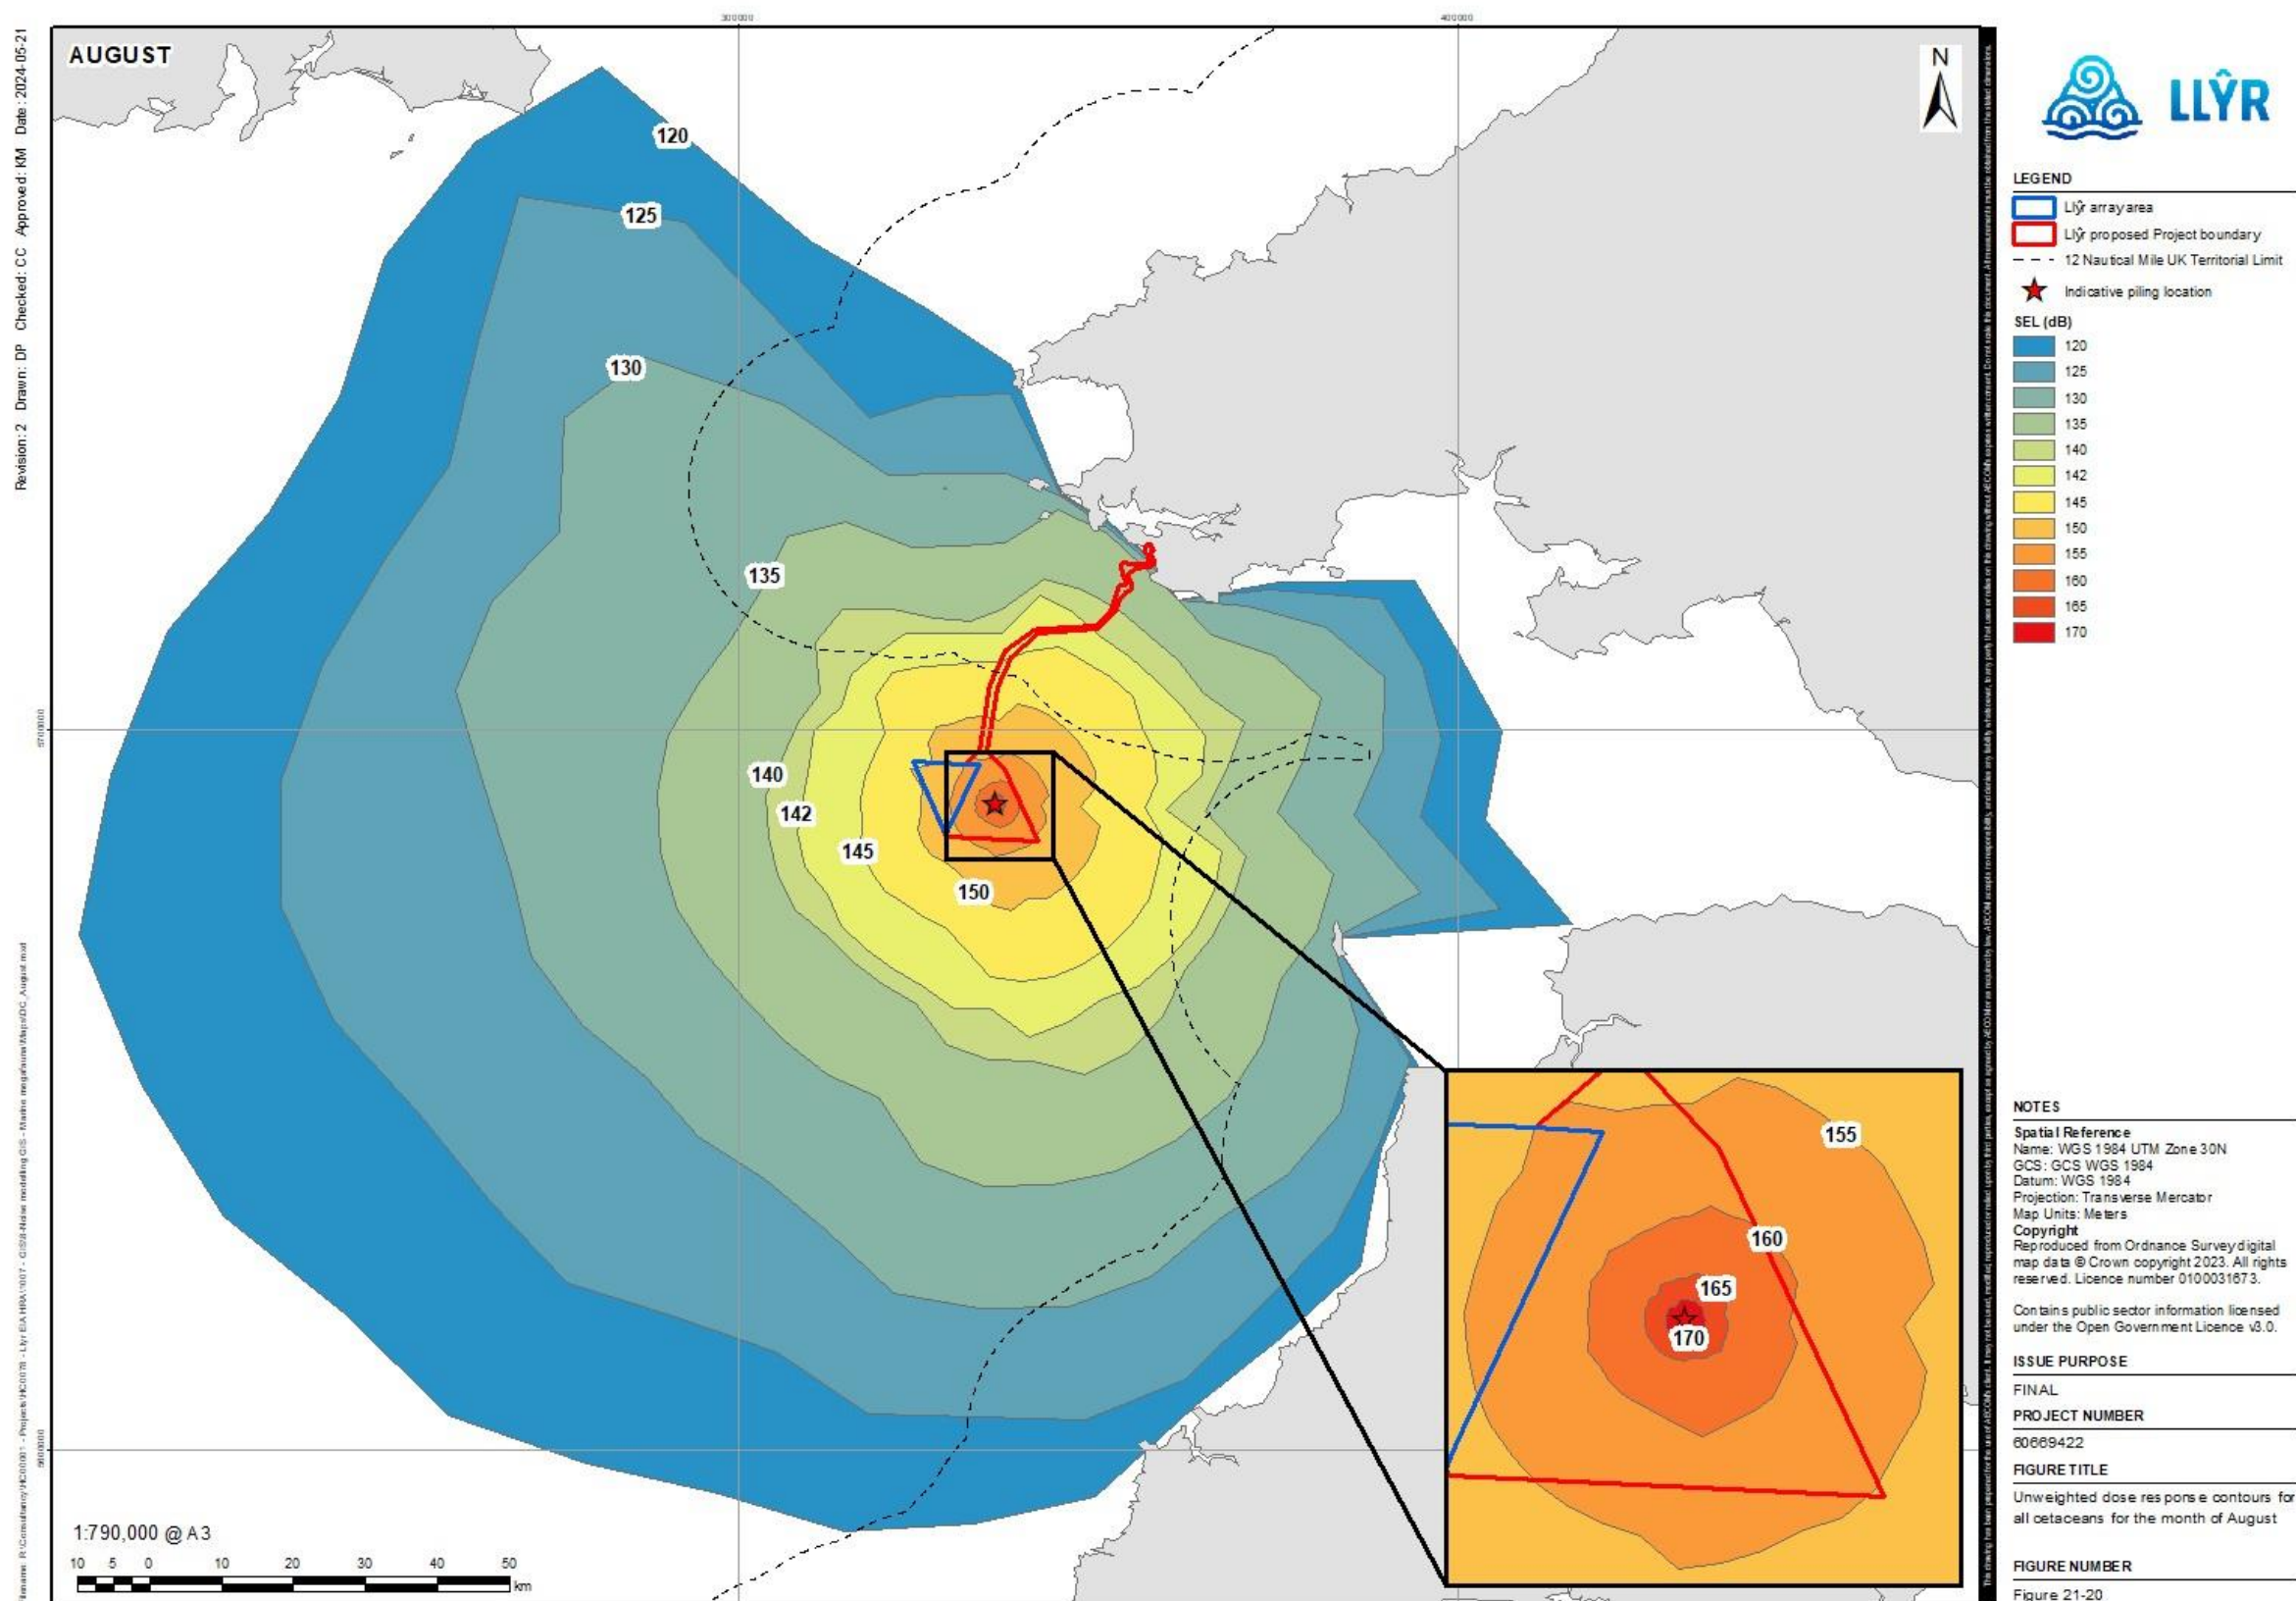 300000
400000
Revision: 2 Drawn: DP Checked: CC Approved: KM Date: 2024-05-21
AUGUST
N
120
125
130
135
140
142
145
150
155
160
165
170
5700000
5600000
1:790,000 @ A3
10 5 0 10 20 30 40 50
km
LLŶR
LEGEND
Llŷr array area
Llŷr proposed Project boundary
12 Nautical Mile UK Territorial Limit
Indicative piling location
SEL (dB)
120
125
130
135
140
142
145
150
155
160
165
170
NOTES
Spatial Reference
Name: WGS 1984 UTM Zone 30N
GCS: GCS WGS 1984
Datum: WGS 1984
Projection: Transverse Mercator
Map Units: Meters
Copyright
Reproduced from Ordnance Survey digital
map data © Crown copyright 2023. All rights
reserved. Licence number 0100031673.
Contains public sector information licensed
under the Open Government Licence v3.0.
ISSUE PURPOSE
FINAL
PROJECT NUMBER
60669422
FIGURE TITLE
Unweighted dose response contours for
all cetaceans for the month of August
FIGURE NUMBER
Figure 21-20